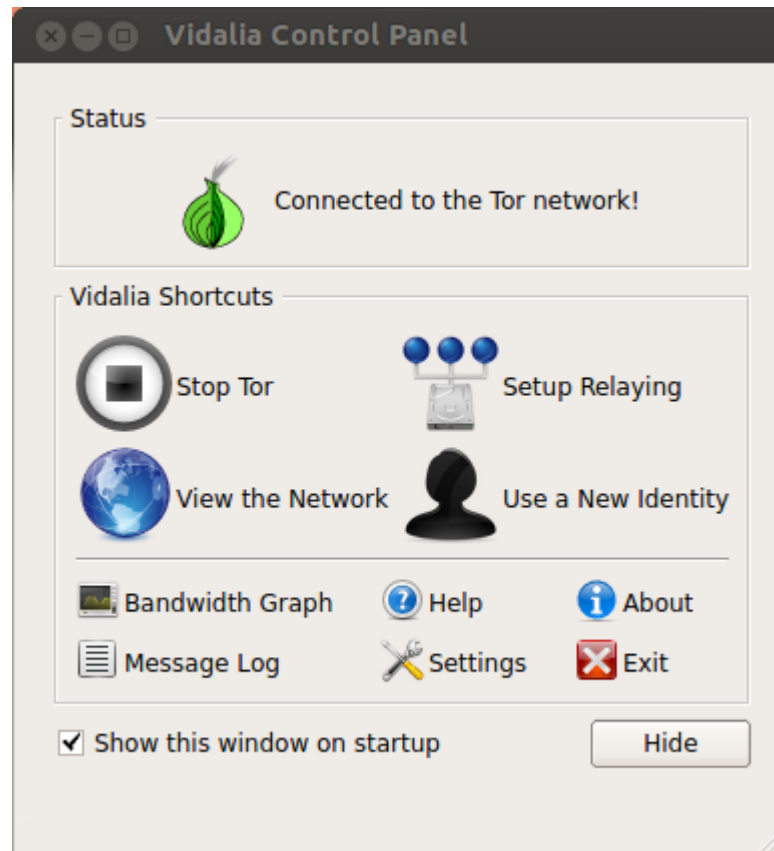 Vidalia Control Panel
Status
Connected to the Tor network!
Vidalia Shortcuts
Stop Tor
Setup Relaying
View the Network
Use a New Identity
Bandwidth Graph
Help
About
Message Log
Settings
Exit
Show this window on startup
Hide